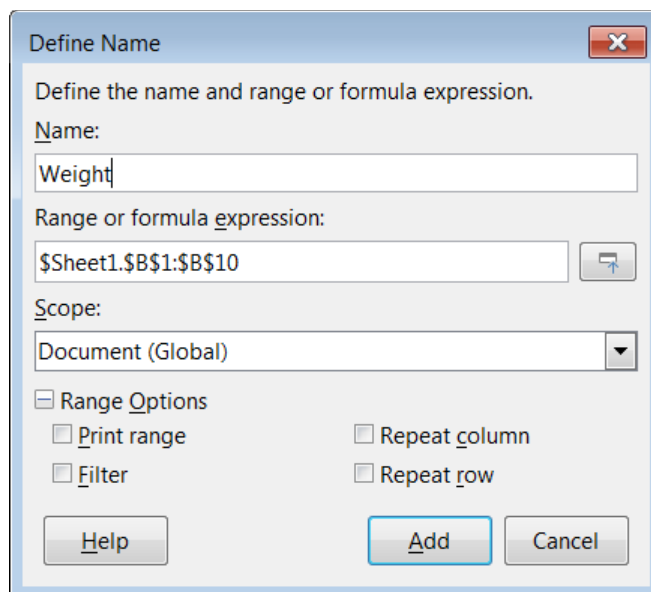 Define Name
Define the name and range or formula expression.
Name:
Weight
Range or formula expression:
$Sheet1.$B$1:$B$10
Scope:
Document (Global)
Range Options
Print range
Repeat column
Filter
Repeat row
Help
Add
Cancel